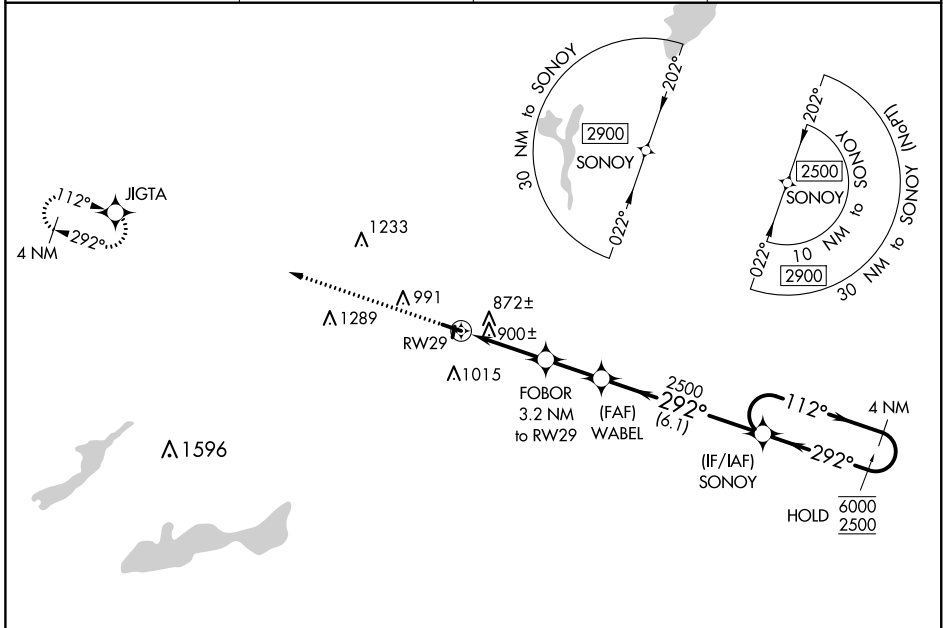 30 NM to SONOY
202°
2900
SONOY
022°
202°
2500
SONOY
10 NM to SONOY
022°
2900
30 NM to SONOY (NoPT)
JIGTA
112°
292°
4 NM
1233
991
1289
872±
900±
RW29
1015
FOBOR
3.2 NM
to RW29
(FAF)
WABEL
2500
292°
(6.1)
112°
4 NM
292°
(IF/IAF)
SONOY
HOLD
6000
2500
1596